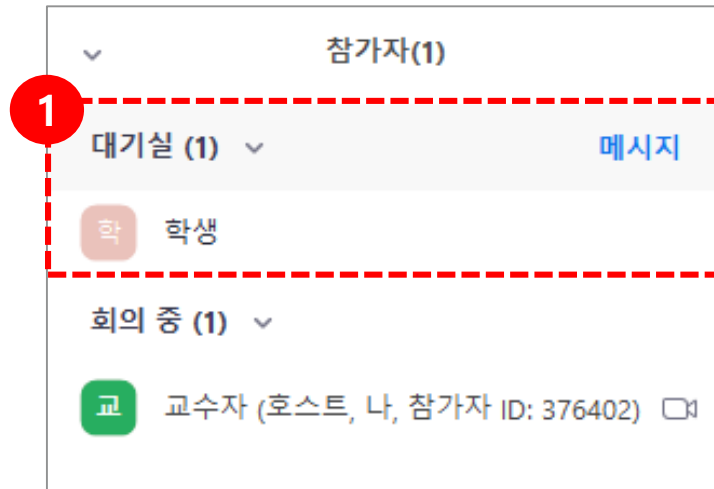 참가자(1)
1
대기실 (1)
메시지
학
학생
회의 중 (1)
교
교수자 (호스트, 나, 참가자 ID: 376402)